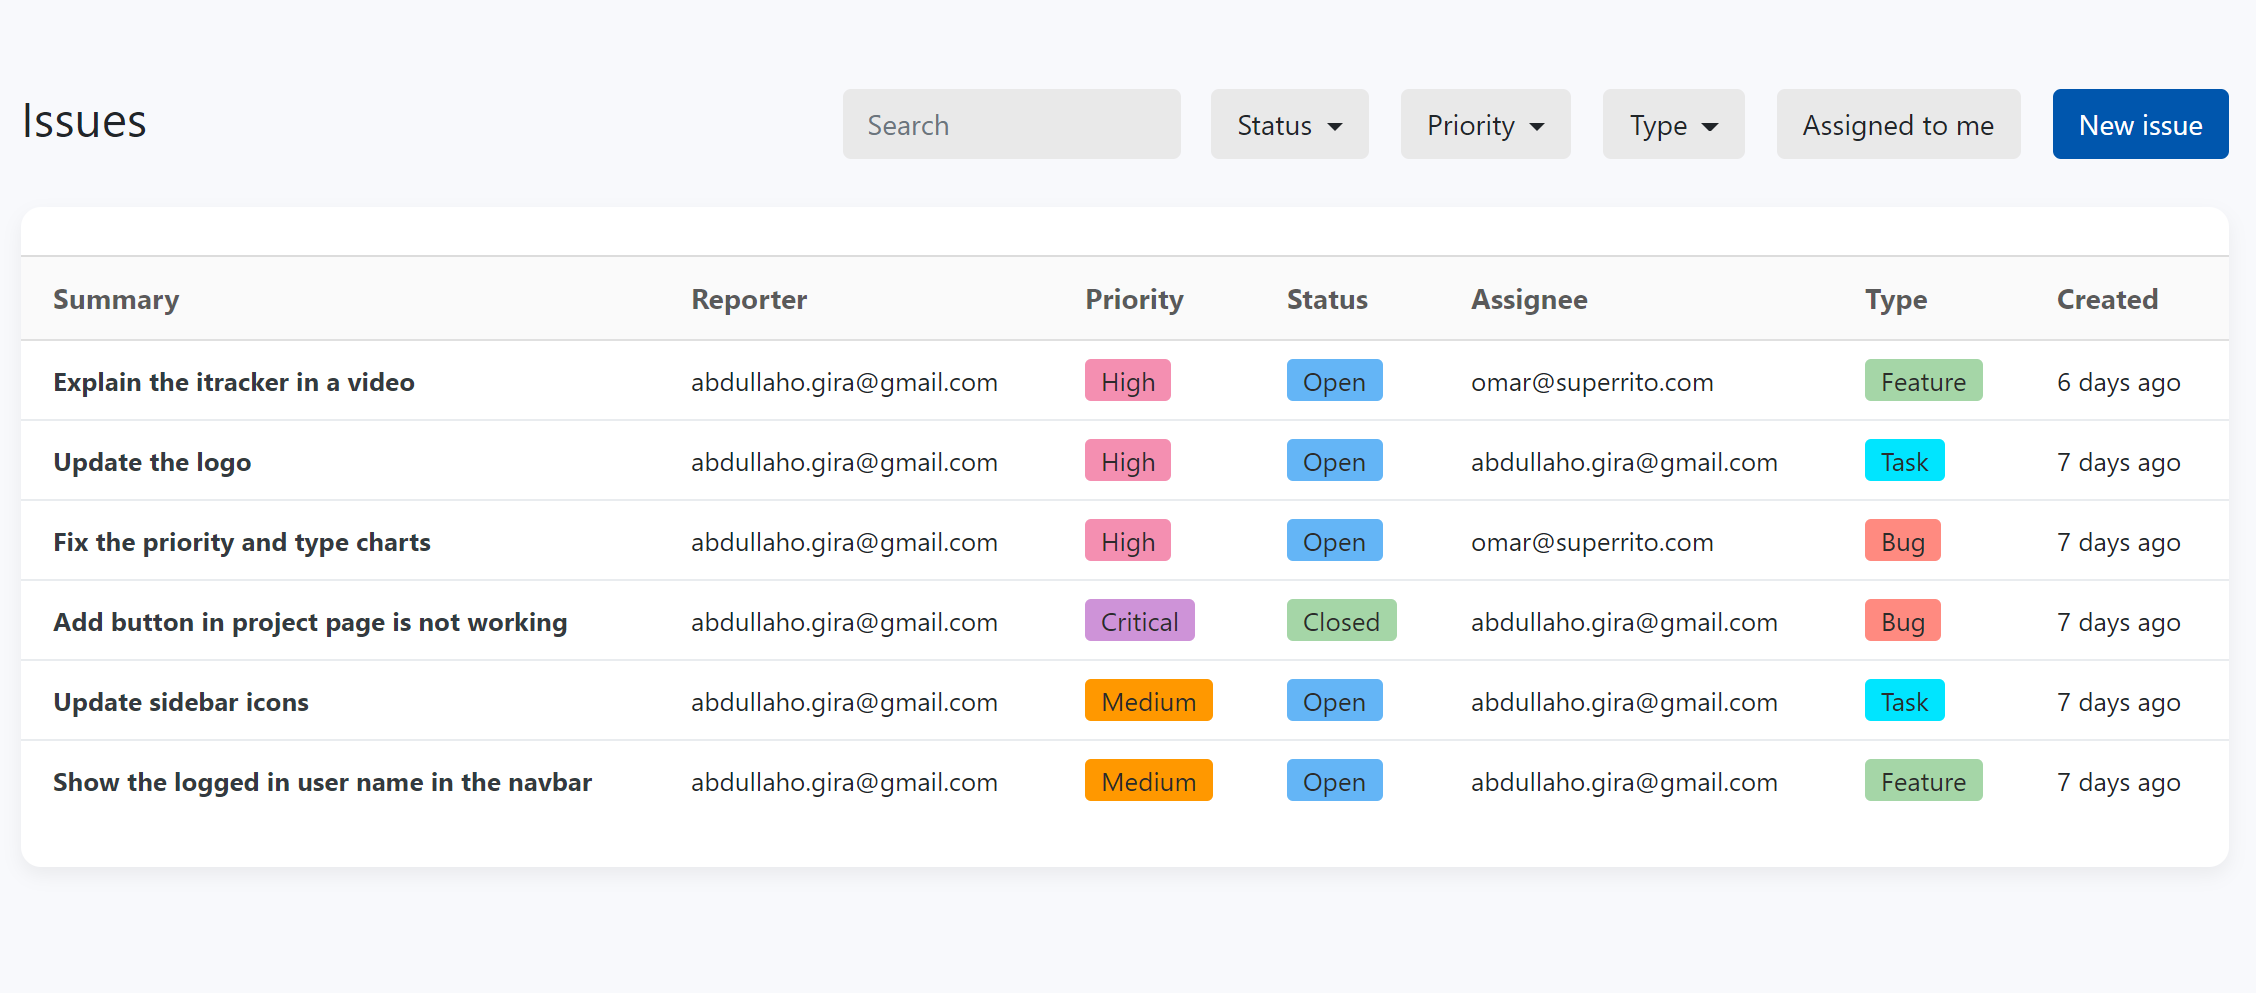 Issues Search Status Priority Type Assigned to me New issue
Summary Reporter Priority Status Assignee Type Created
Explain the itracker in a video abdullaho.gira@gmail.com High Open omar@superrito.com Feature 6 days ago
Update the logo abdullaho.gira@gmail.com High Open abdullaho.gira@gmail.com Task 7 days ago
Fix the priority and type charts abdullaho.gira@gmail.com High Open omar@superrito.com Bug 7 days ago
Add button in project page is not working abdullaho.gira@gmail.com Critical Closed abdullaho.gira@gmail.com Bug 7 days ago
Update sidebar icons abdullaho.gira@gmail.com Medium Open abdullaho.gira@gmail.com Task 7 days ago
Show the logged in user name in the navbar abdullaho.gira@gmail.com Medium Open abdullaho.gira@gmail.com Feature 7 days ago